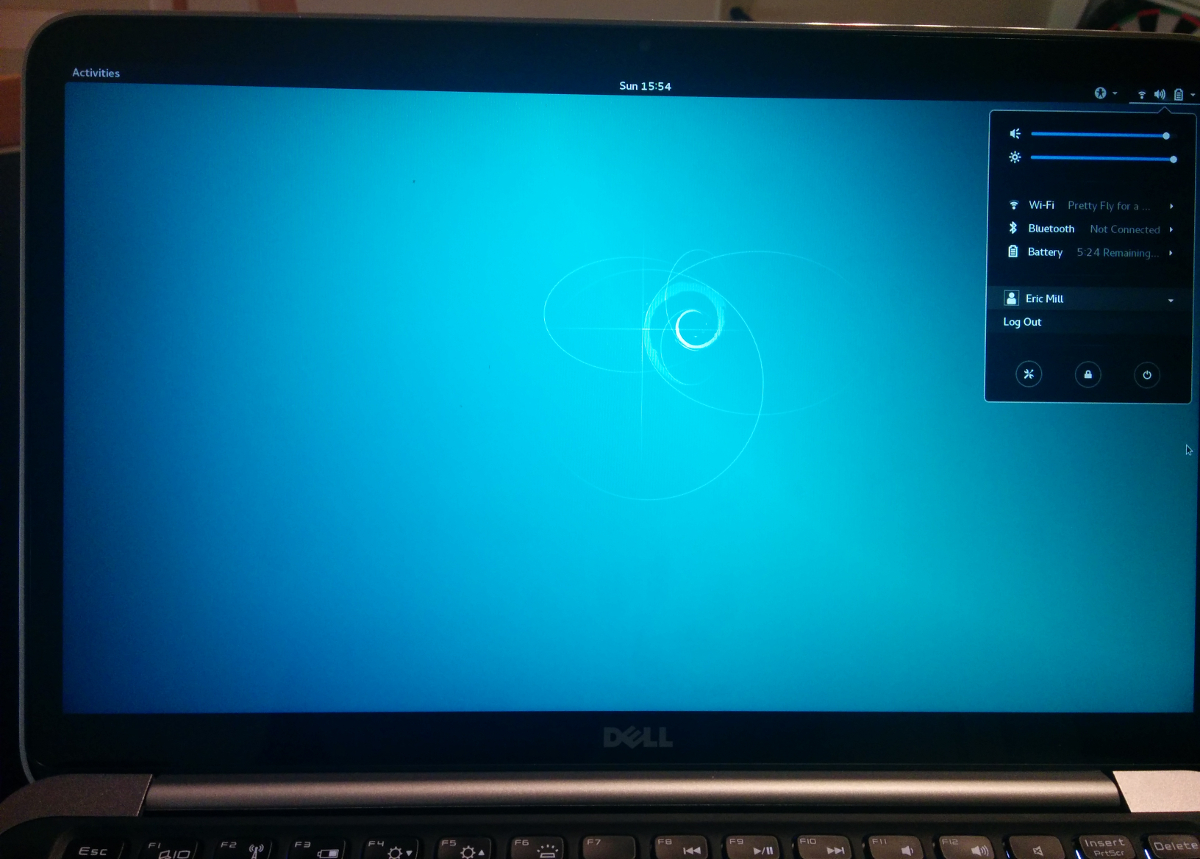 Activities
Sun 15:54
Wi-Fi Pretty Fly for a ...
Bluetooth Not Connected
Battery 5:24 Remaining...
Eric Mill
Log Out
DELL
Esc F1 F2 F3 F4 F5 F6 F7 F8 F9 F10 F11 F12 Insert Delete
PrtScr